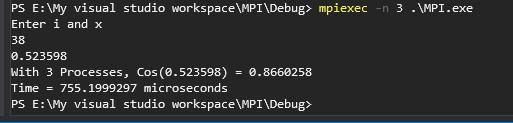 PS E:\My visual studio workspace\MPI\Debug> mpiexec -n 3 .\MPI.exe
Enter i and x
38
0.523598
With 3 Processes, Cos(0.523598) = 0.8660258
Time = 755.1999297 microseconds
PS E:\My visual studio workspace\MPI\Debug>